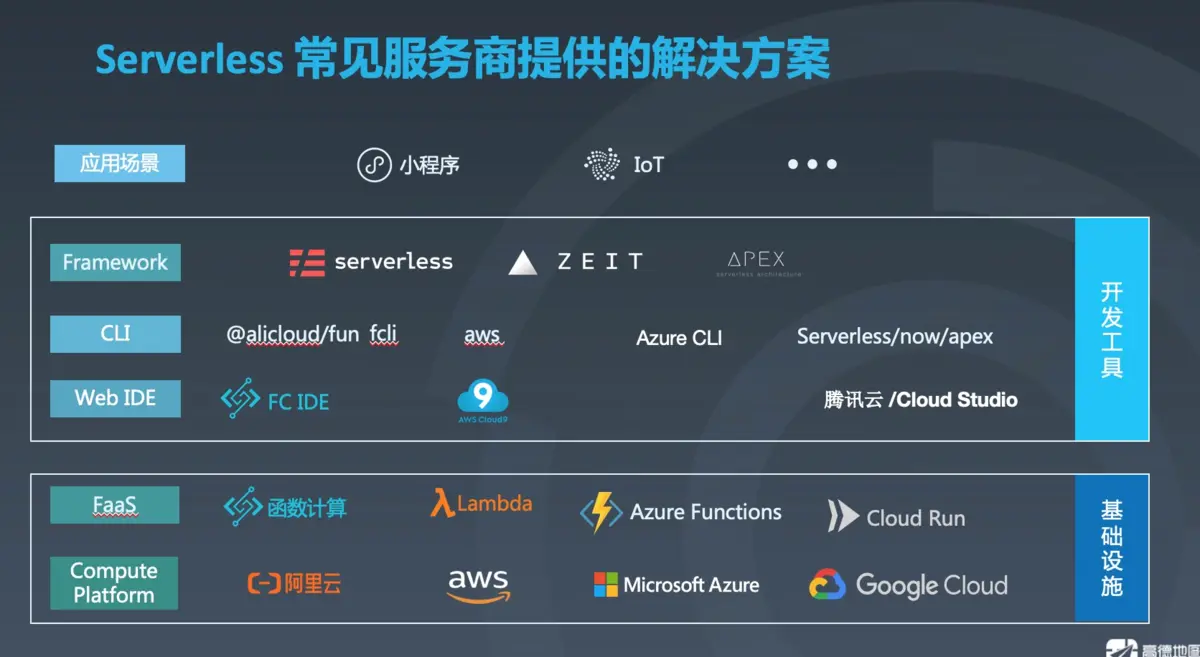 Serverless 常见服务商提供的解决方案
应用场景
小程序
IoT
•••
Framework
serverless
ZEIT
APEX
serverless architecture
CLI
@alicloud/fun fcli
aws
Azure CLI
Serverless/now/apex
Web IDE
FC IDE
9
AWS Cloud9
腾讯云 /Cloud Studio
开发工具
FaaS
函数计算
λ Lambda
Azure Functions
Cloud Run
Compute
Platform
阿里云
aws
Microsoft Azure
Google Cloud
基础设施
高德地图